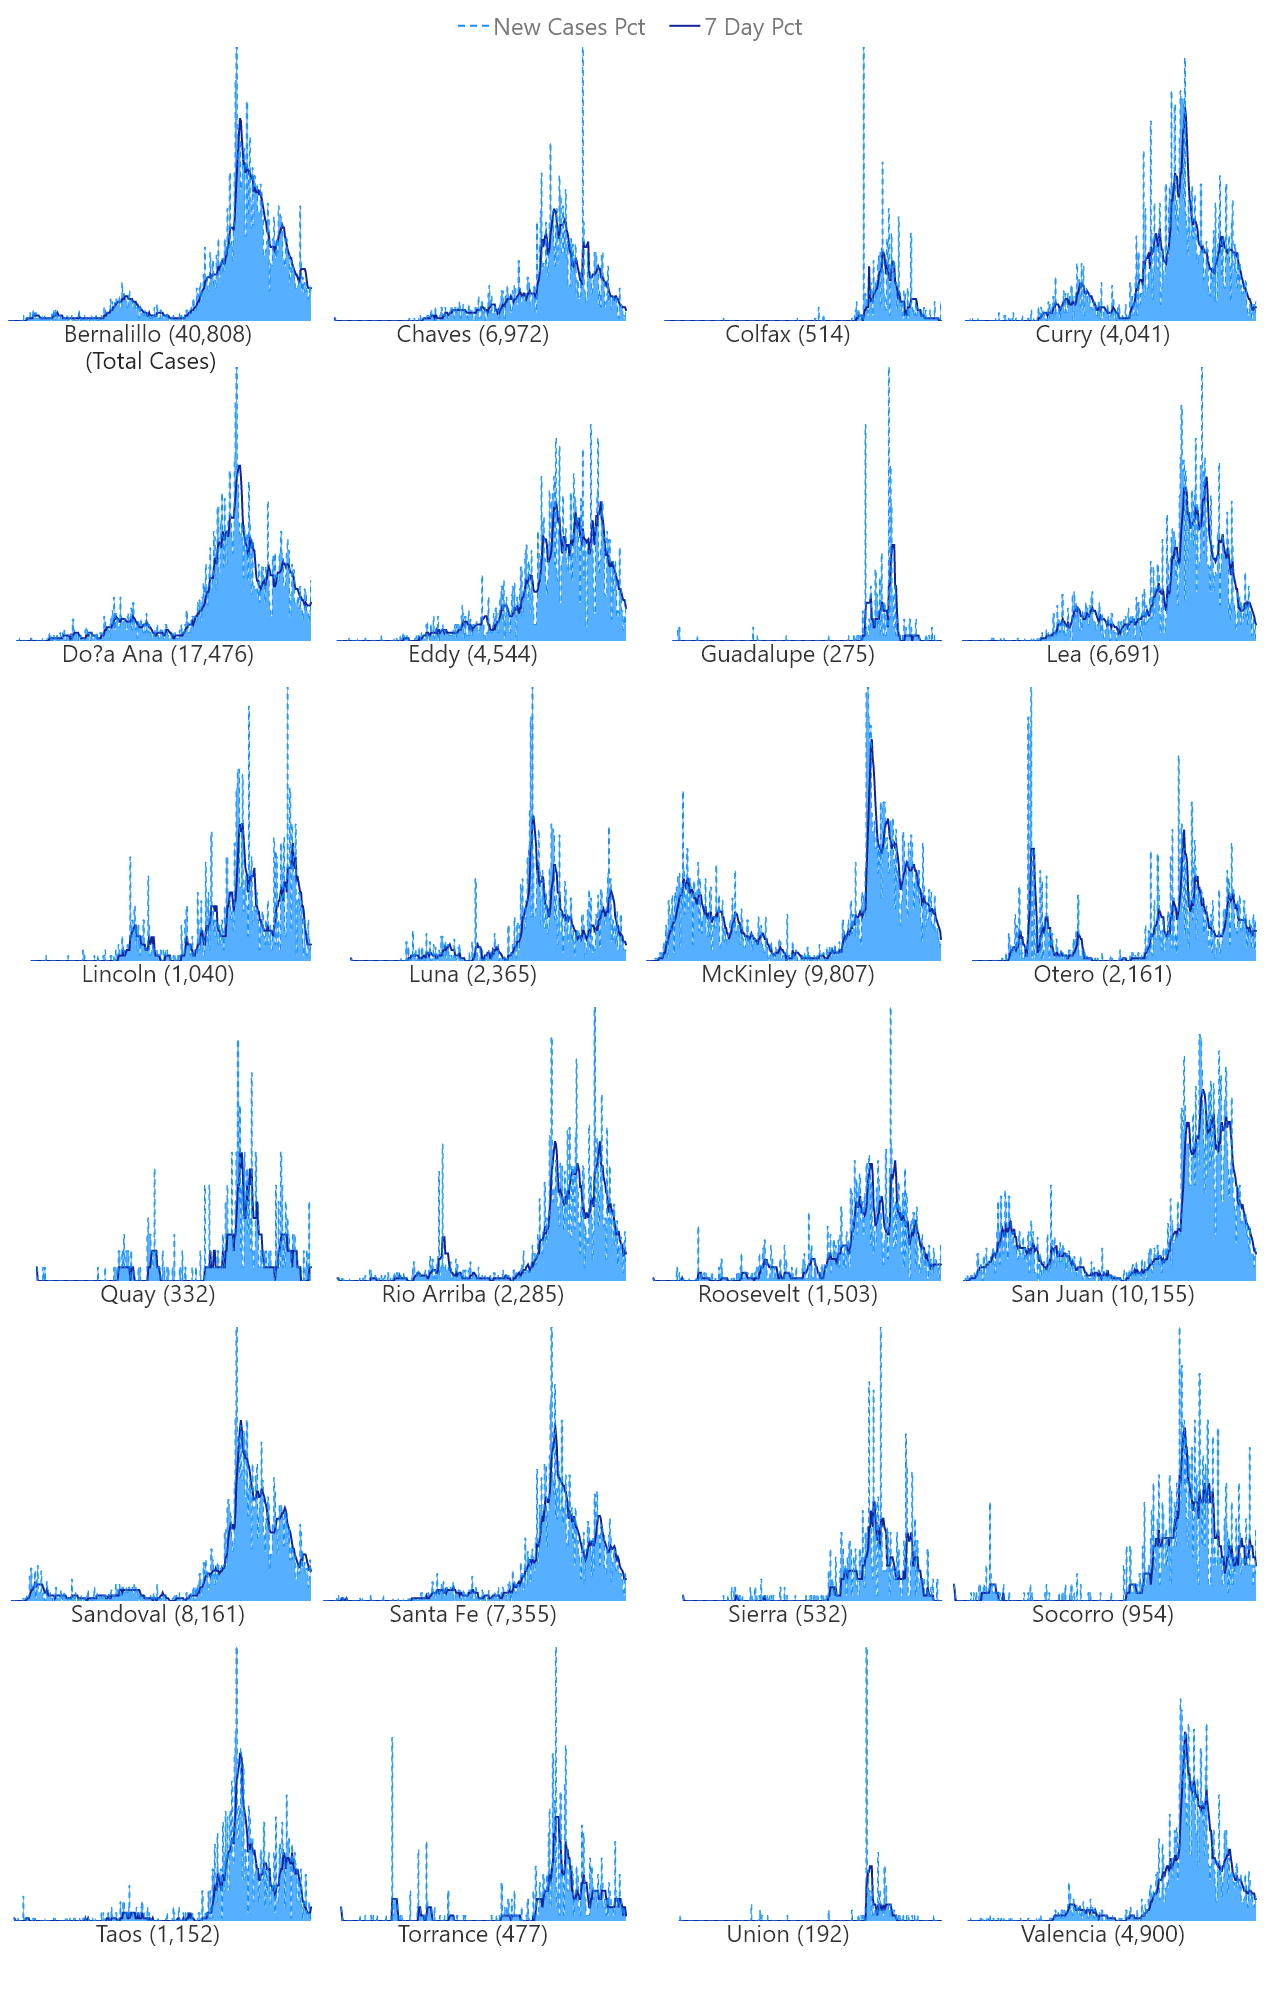 New Cases Pct 7 Day Pct
Bernalillo (40,808) Chaves (6,972) Colfax (514) Curry (4,041)
(Total Cases)
Do?a Ana (17,476) Eddy (4,544) Guadalupe (275) Lea (6,691)
Lincoln (1,040) Luna (2,365) McKinley (9,807) Otero (2,161)
Quay (332) Rio Arriba (2,285) Roosevelt (1,503) San Juan (10,155)
Sandoval (8,161) Santa Fe (7,355) Sierra (532) Socorro (954)
Taos (1,152) Torrance (477) Union (192) Valencia (4,900)